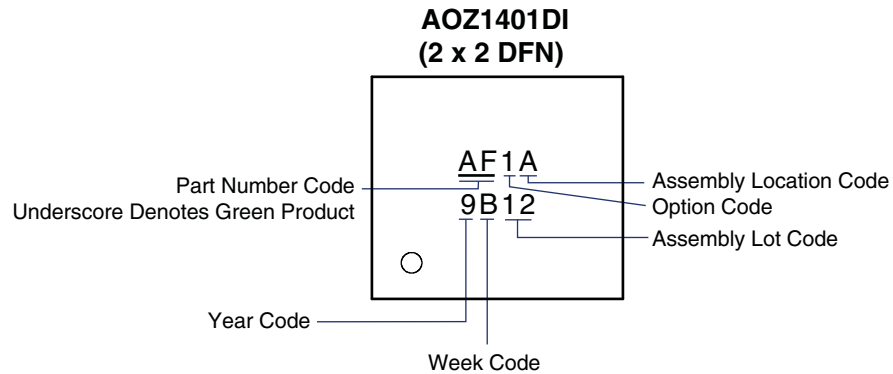 AOZ1401DI
(2 x 2 DFN)
AF1A
9B12
Part Number Code
Underscore Denotes Green Product
Assembly Location Code
Option Code
Assembly Lot Code
Year Code
Week Code